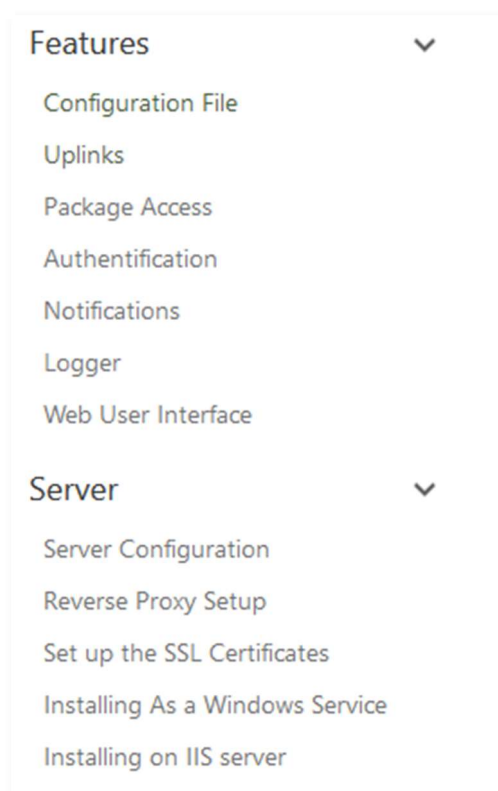 Features
Configuration File
Uplinks
Package Access
Authentification
Notifications
Logger
Web User Interface
Server
Server Configuration
Reverse Proxy Setup
Set up the SSL Certificates
Installing As a Windows Service
Installing on IIS server